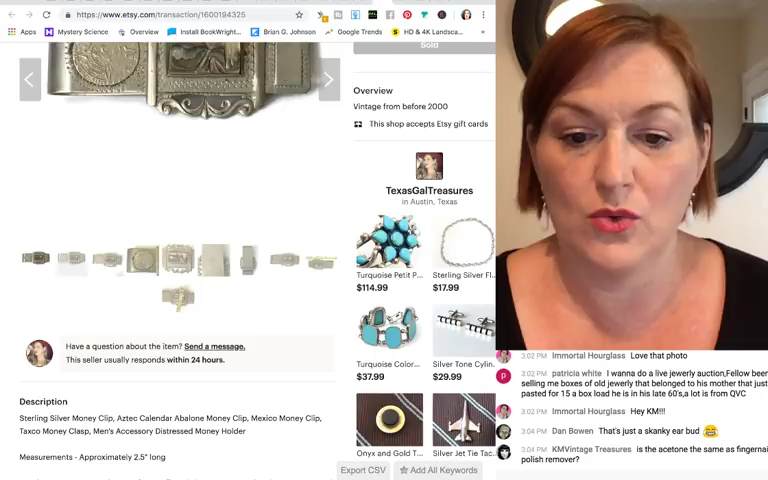 https://www.etsy.com/transaction/1600194325
Apps Mystery Science Overview Install BookWright... Brian G. Johnson Google Trends HD & 4K Landsca...
Sold
Overview
Vintage from before 2000
This shop accepts Etsy gift cards
TexasGalTreasures
in Austin, Texas
Turquoise Petit P... Sterling Silver Fl...
$114.99 $17.99
Turquoise Color... Silver Tone Cylin...
$37.99 $29.99
Onyx and Gold T... Silver Jet Tie Tac...
Have a question about the item? Send a message.
This seller usually responds within 24 hours.
Description
Sterling Silver Money Clip, Aztec Calendar Abalone Money Clip, Mexico Money Clip,
Taxco Money Clasp, Men's Accessory Distressed Money Holder
Measurements - Approximately 2.5" long
Export CSV Add All Keywords
3:02 PM Immortal Hourglass Love that photo
P 3:02 PM patricia white I wanna do a live jewerly auction,Fellow been
selling me boxes of old jewerly that belonged to his mother that just
pasted for 15 a box load he is in his late 60's,a lot is from QVC
3:02 PM Immortal Hourglass Hey KM!!!
3:04 PM Dan Bowen That's just a skanky ear bud
3:04 PM KMVintage Treasures is the acetone the same as fingernai
polish remover?